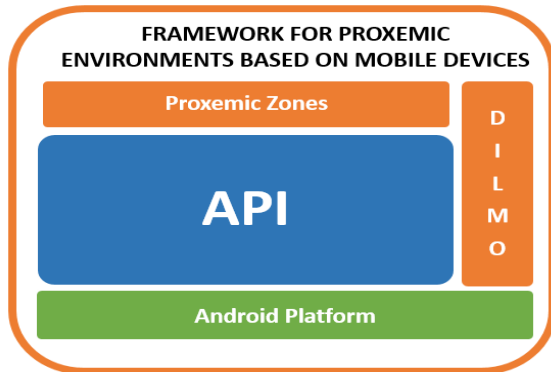 FRAMEWORK FOR PROXEMIC
ENVIRONMENTS BASED ON MOBILE DEVICES
Proxemic Zones
D
I
L
M
O
API
Android Platform